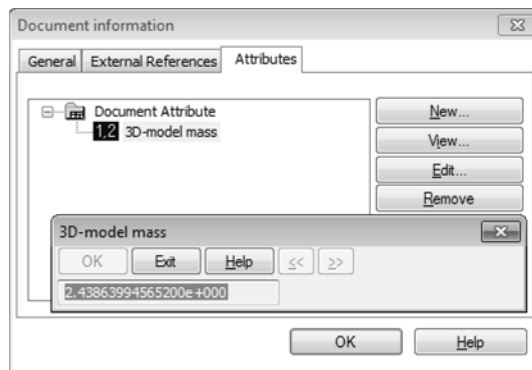 Document information
General External References Attributes
Document Attribute
1,2 3D-model mass
New...
View...
Edit...
Remove
3D-model mass
OK Exit Help << >>
2.43863994565200e+000
OK Help